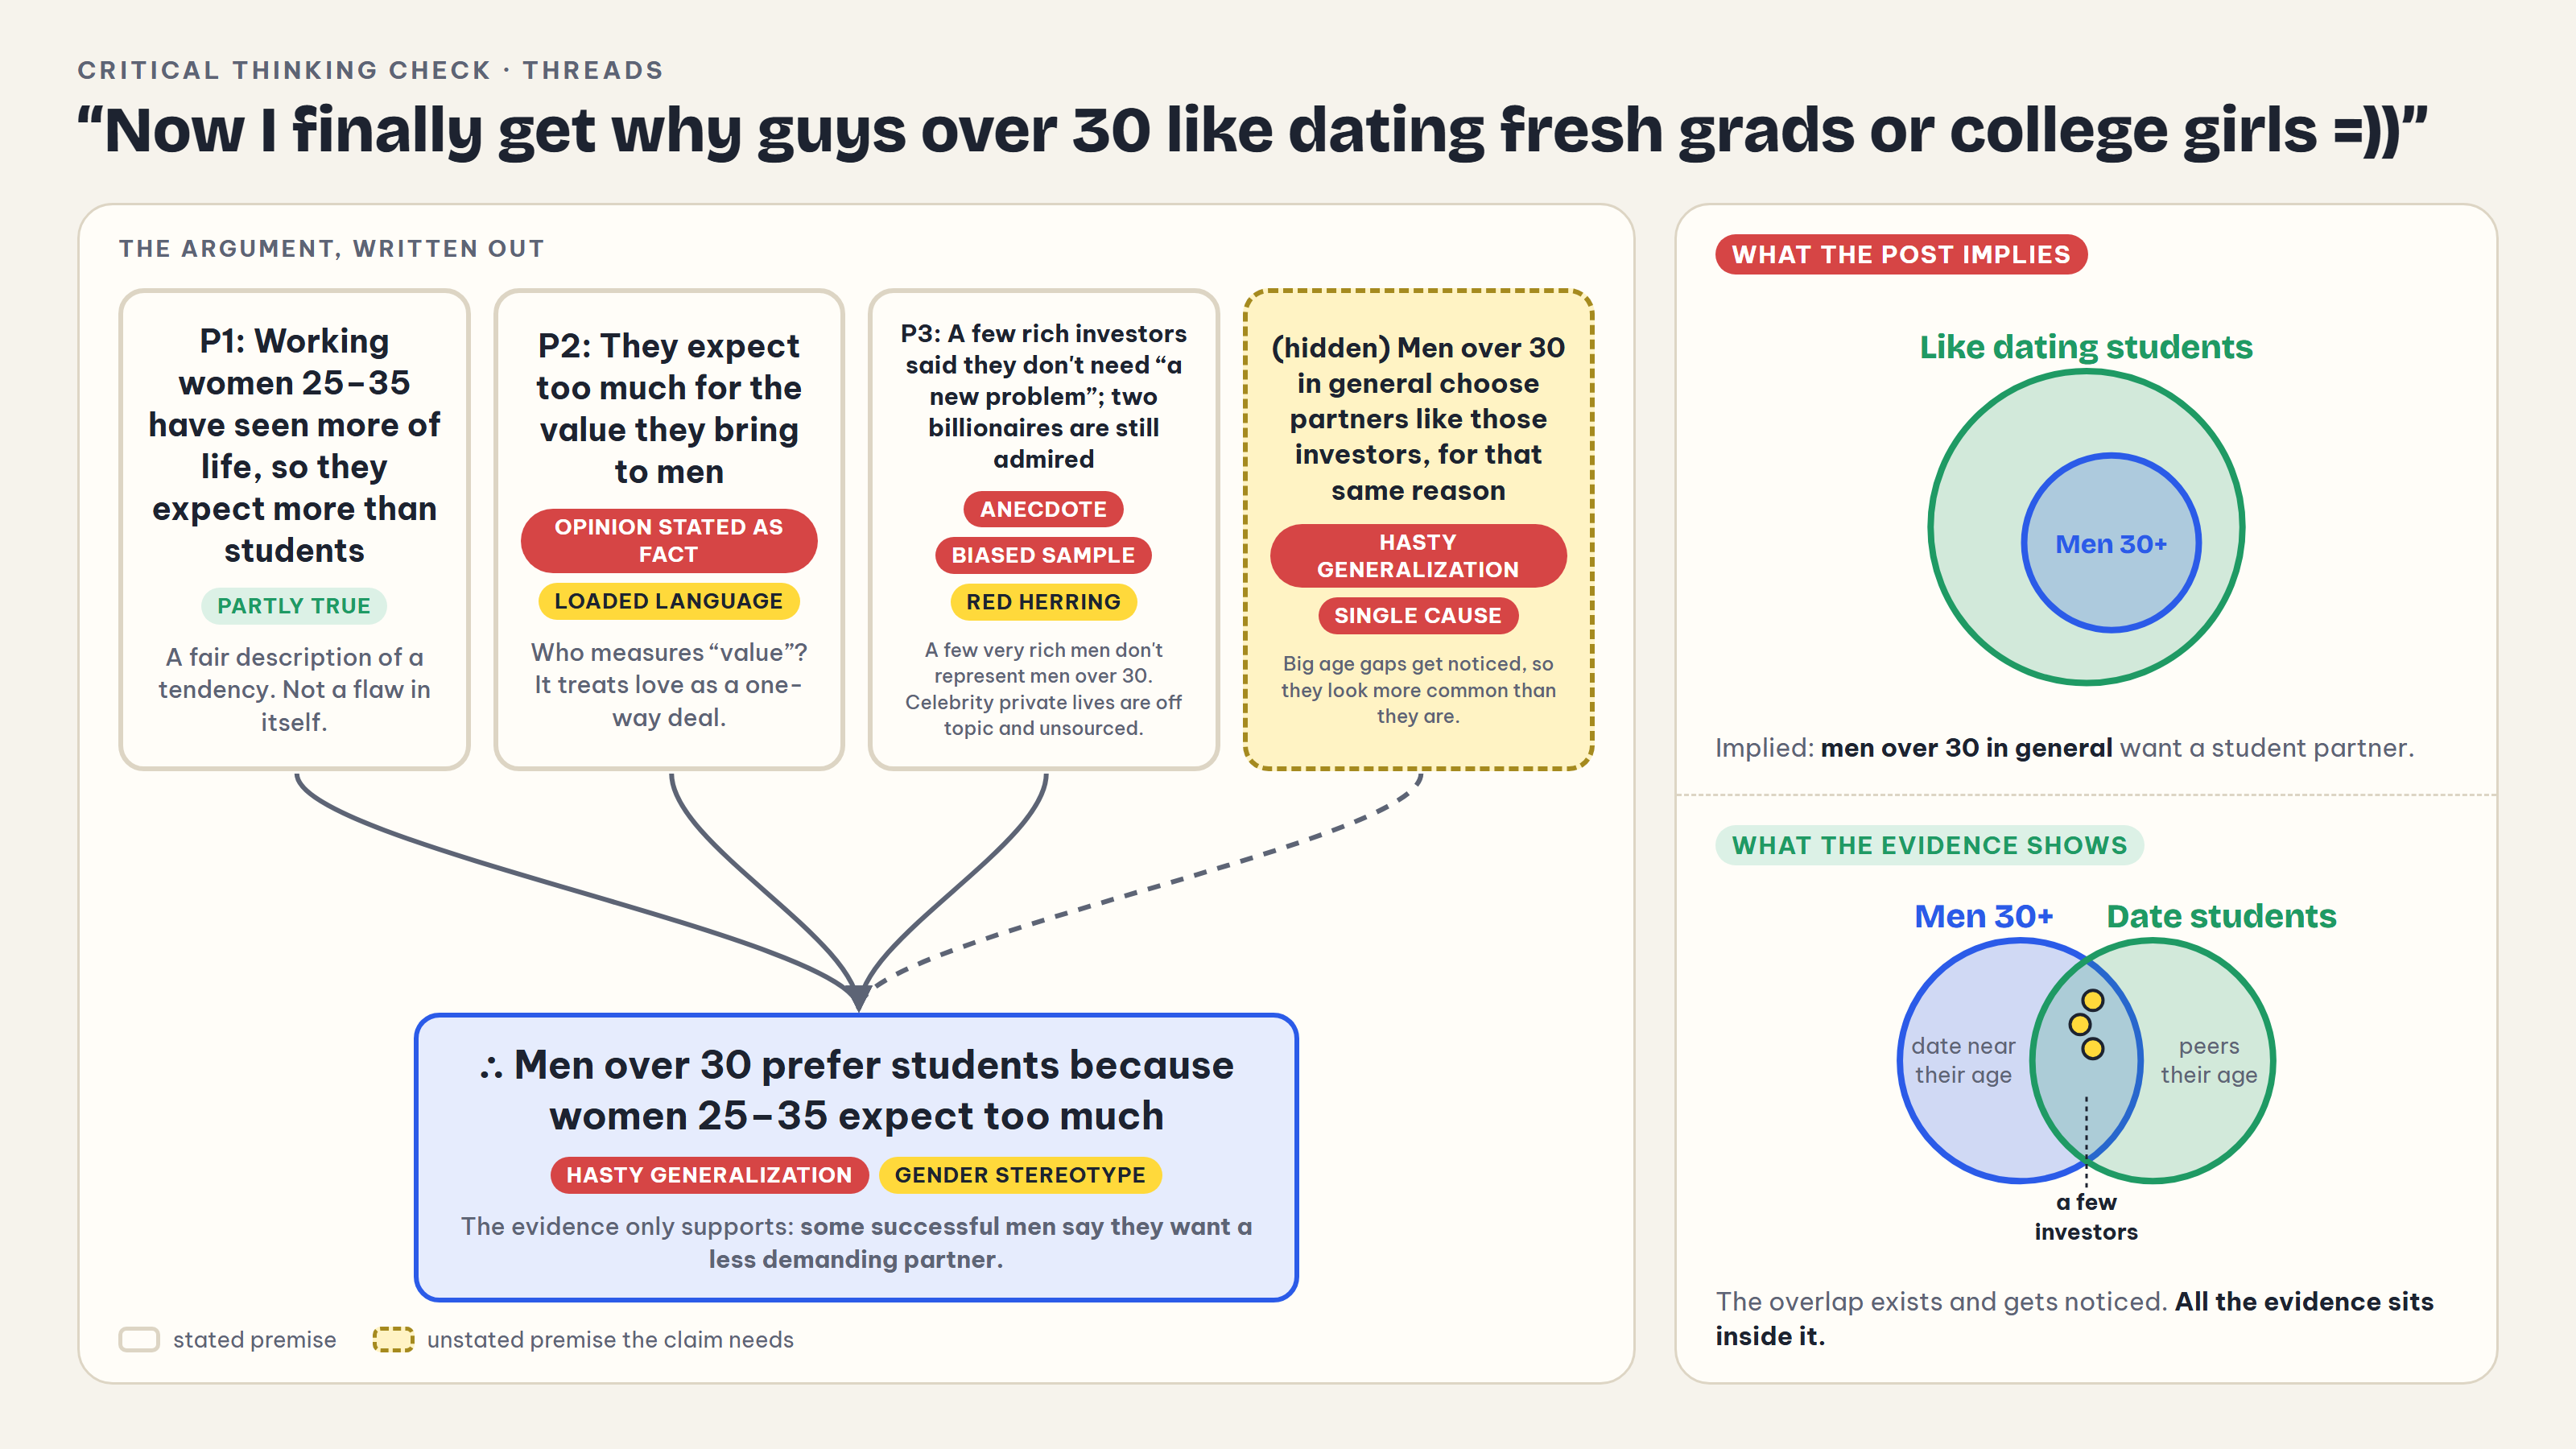 CRITICAL THINKING CHECK · THREADS
“Now I finally get why guys over 30 like dating fresh grads or college girls =))”
THE ARGUMENT, WRITTEN OUT
P1: Working
women 25–35
have seen more of
life, so they
expect more than
students
PARTLY TRUE
A fair description of a
tendency. Not a flaw in
itself.
P2: They expect
too much for the
value they bring
to men
OPINION STATED AS
FACT
LOADED LANGUAGE
Who measures “value”?
It treats love as a one-
way deal.
P3: A few rich investors
said they don't need “a
new problem”; two
billionaires are still
admired
ANECDOTE
BIASED SAMPLE
RED HERRING
A few very rich men don't
represent men over 30.
Celebrity private lives are off
topic and unsourced.
(hidden) Men over 30
in general choose
partners like those
investors, for that
same reason
HASTY
GENERALIZATION
SINGLE CAUSE
Big age gaps get noticed, so
they look more common than
they are.
∴ Men over 30 prefer students because
women 25–35 expect too much
HASTY GENERALIZATION
GENDER STEREOTYPE
The evidence only supports: some successful men say they want a
less demanding partner.
stated premise
unstated premise the claim needs
WHAT THE POST IMPLIES
Like dating students
Men 30+
Implied: men over 30 in general want a student partner.
WHAT THE EVIDENCE SHOWS
Men 30+
Date students
date near
their age
peers
their age
a few
investors
The overlap exists and gets noticed. All the evidence sits
inside it.